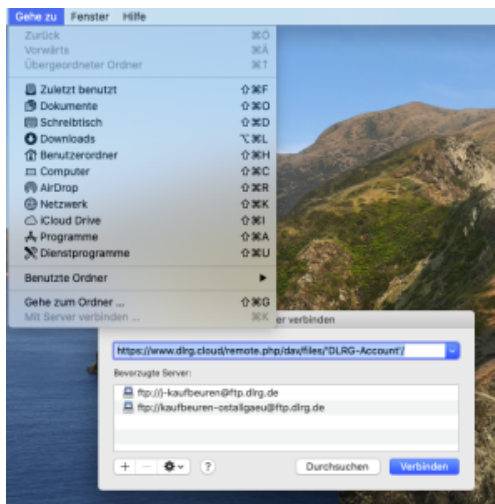 Gehe zu Fenster Hilfe
Zurück ⌘Ö
Vorwärts ⌘Ä
Übergeordneter Ordner ⌘↑
Zuletzt benutzt ⇧⌘F
Dokumente ⇧⌘O
Schreibtisch ⇧⌘D
Downloads ⌥⌘L
Benutzerordner ⇧⌘H
Computer ⇧⌘C
AirDrop ⇧⌘R
Netzwerk ⇧⌘K
iCloud Drive ⇧⌘I
Programme ⇧⌘A
Dienstprogramme ⇧⌘U
Benutzte Ordner ▶
Gehe zum Ordner ... ⇧⌘G
Mit Server verbinden ... ⌘K
er verbinden
https://www.dlrg.cloud/remote.php/dav/files/'DLRG-Account'/
Bevorzugte Server:
ftp://j-kaufbeuren@ftp.dlrg.de
ftp://kaufbeuren-ostallgaeu@ftp.dlrg.de
+ − ?
Durchsuchen Verbinden